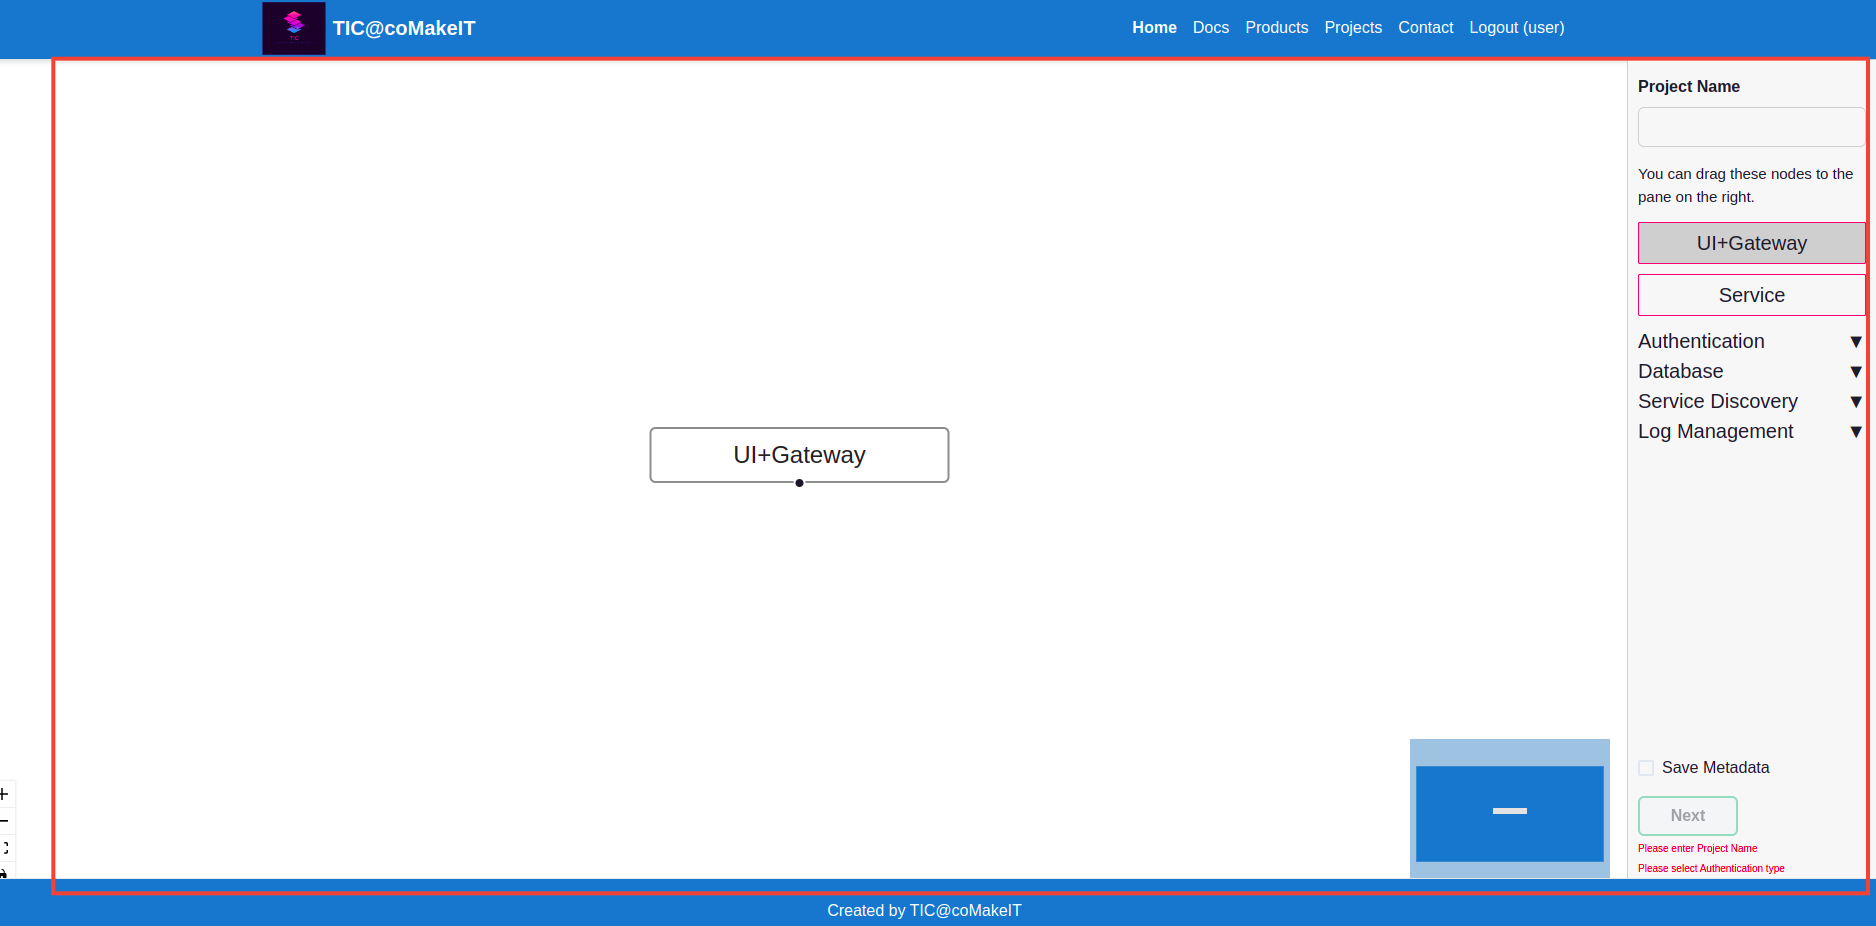 TIC
TIC@coMakeIT
Home Docs Products Projects Contact Logout (user)
Project Name
You can drag these nodes to the
pane on the right.
UI+Gateway
Service
Authentication ▼
Database ▼
Service Discovery ▼
Log Management ▼
UI+Gateway
Save Metadata
Next
Please enter Project Name
Please select Authentication type
Created by TIC@coMakeIT